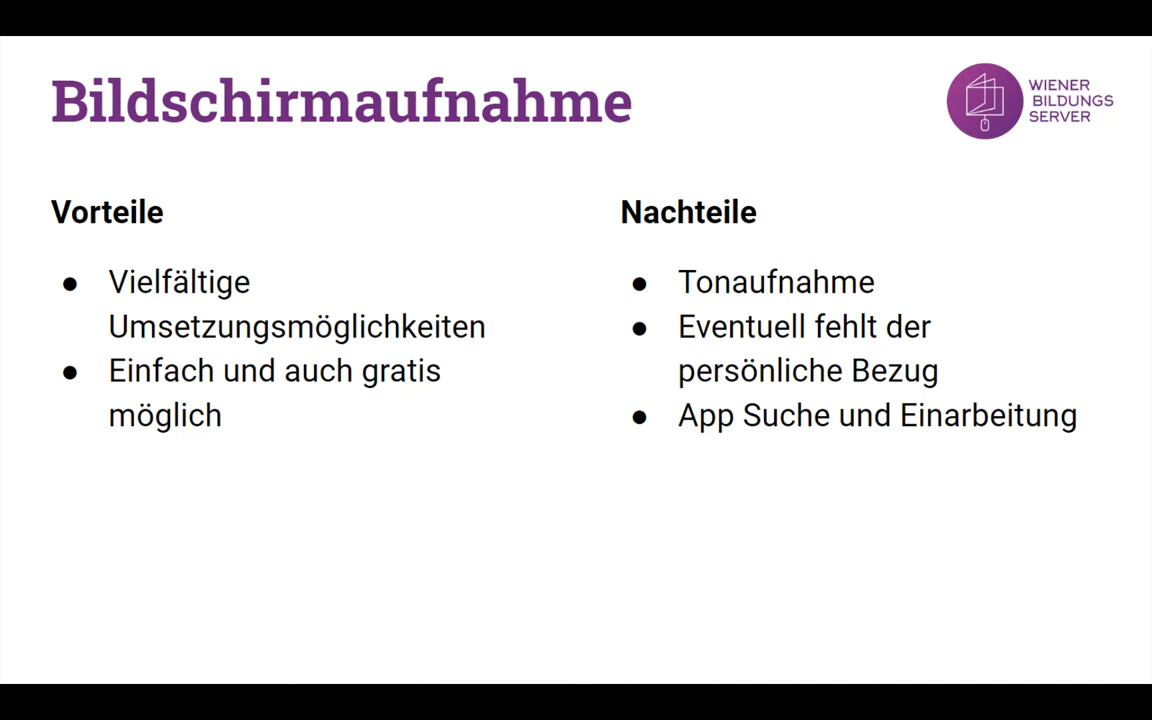 Bildschirmaufnahme
WIENER
BILDUNGS
SERVER
Vorteile
● Vielfältige
Umsetzungsmöglichkeiten
● Einfach und auch gratis
möglich
Nachteile
● Tonaufnahme
● Eventuell fehlt der
persönliche Bezug
● App Suche und Einarbeitung